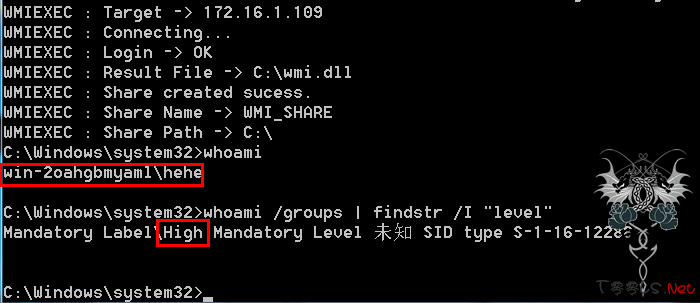 WMIEXEC : Target -> 172.16.1.109
WMIEXEC : Connecting...
WMIEXEC : Login -> OK
WMIEXEC : Result File -> C:\wmi.dll
WMIEXEC : Share created sucess.
WMIEXEC : Share Name -> WMI_SHARE
WMIEXEC : Share Path -> C:\
C:\Windows\system32>whoami
win-2oahgbmyaml\hehe
C:\Windows\system32>whoami /groups | findstr /I "level"
Mandatory Label\High Mandatory Level 未知 SID type S-1-16-12288
C:\Windows\system32>_
T00LS.Net